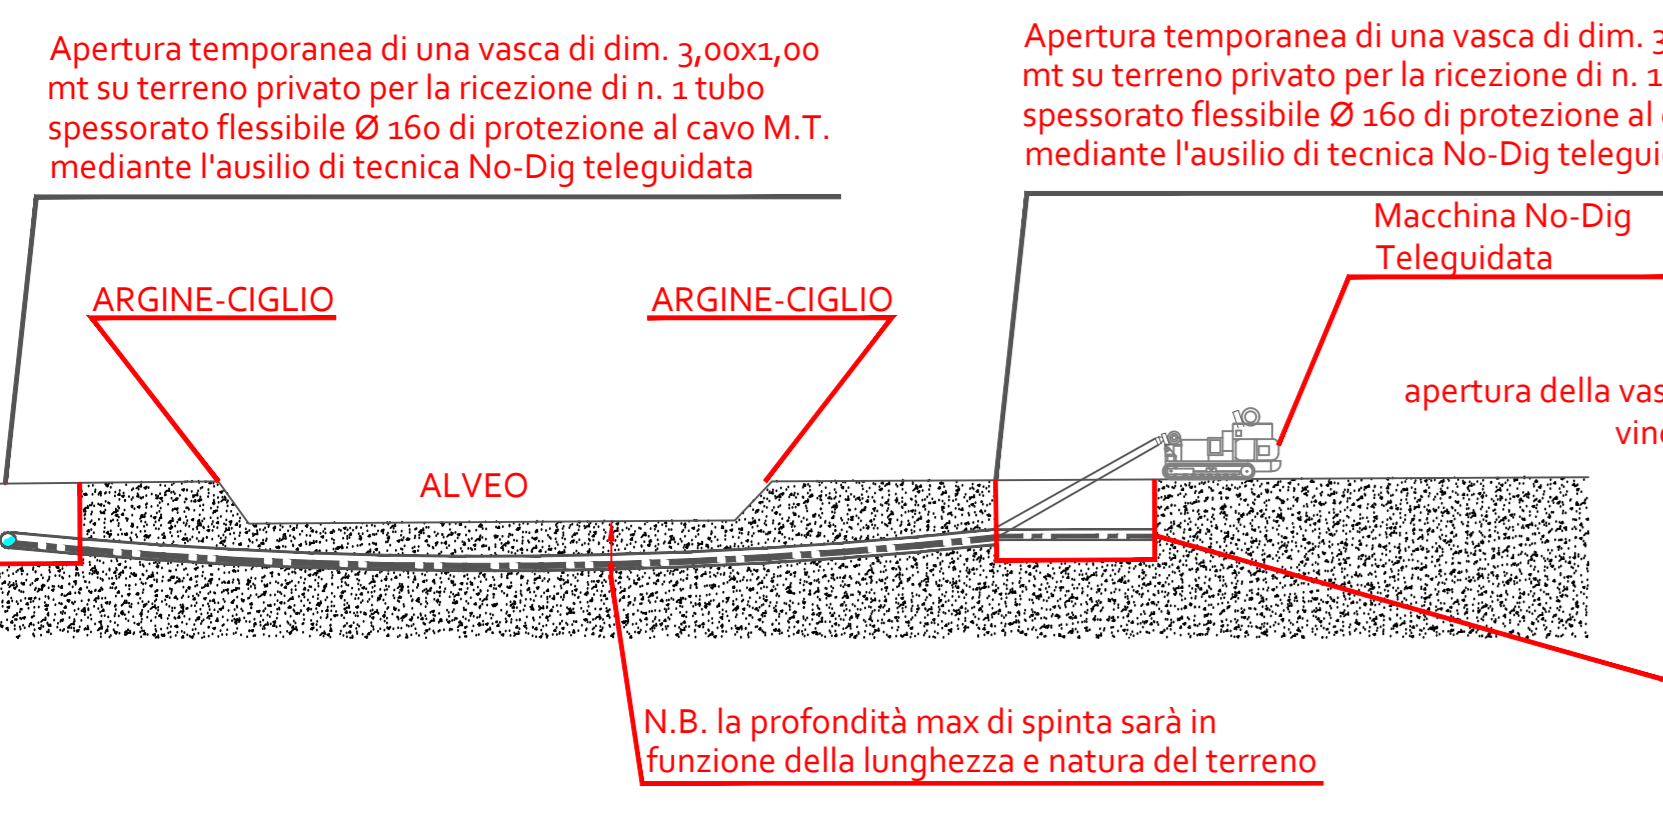 Apertura temporanea di una vasca di dim. 3,00x1,00
mt su terreno privato per la ricezione di n. 1 tubo
spessorato flessibile Ø 160 di protezione al cavo M.T.
mediante l'ausilio di tecnica No-Dig teleguidata
Apertura temporanea di una vasca di dim.
mt su terreno privato per la ricezione di n. 1
spessorato flessibile Ø 160 di protezione al
mediante l'ausilio di tecnica No-Dig
Macchina No-Dig
Teleguidata
ARGINE-CIGLIO
ARGINE-CIGLIO
apertura della
ALVEO
N.B. la profondità max di spinta sarà in
funzione della lunghezza e natura del terreno